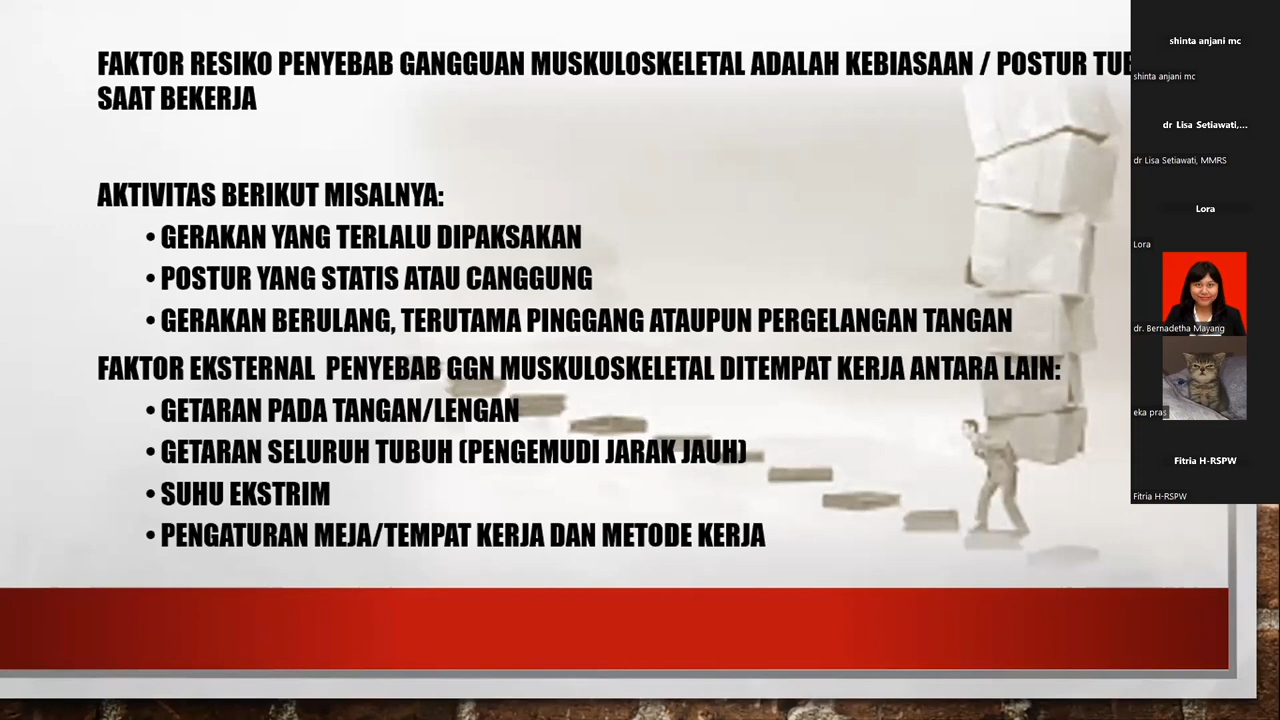 FAKTOR RESIKO PENYEBAB GANGGUAN MUSKULOSKELETAL ADALAH KEBIASAAN / POSTUR
SAAT BEKERJA
AKTIVITAS BERIKUT MISALNYA:
• GERAKAN YANG TERLALU DIPAKSAKAN
• POSTUR YANG STATIS ATAU CANGGUNG
• GERAKAN BERULANG, TERUTAMA PINGGANG ATAUPUN PERGELANGAN TANGAN
FAKTOR EKSTERNAL PENYEBAB GGN MUSKULOSKELETAL DITEMPAT KERJA ANTARA LAIN:
• GETARAN PADA TANGAN/LENGAN
• GETARAN SELURUH TUBUH (PENGEMUDI JARAK JAUH)
• SUHU EKSTRIM
• PENGATURAN MEJA/TEMPAT KERJA DAN METODE KERJA
shinta anjani mc
shinta anjani mc
dr Lisa Setiawati,...
dr Lisa Setiawati, MMRS
Lora
Lora
dr. Bernadetha Mayang
eka pras
Fitria H-RSPW
Fitria H-RSPW